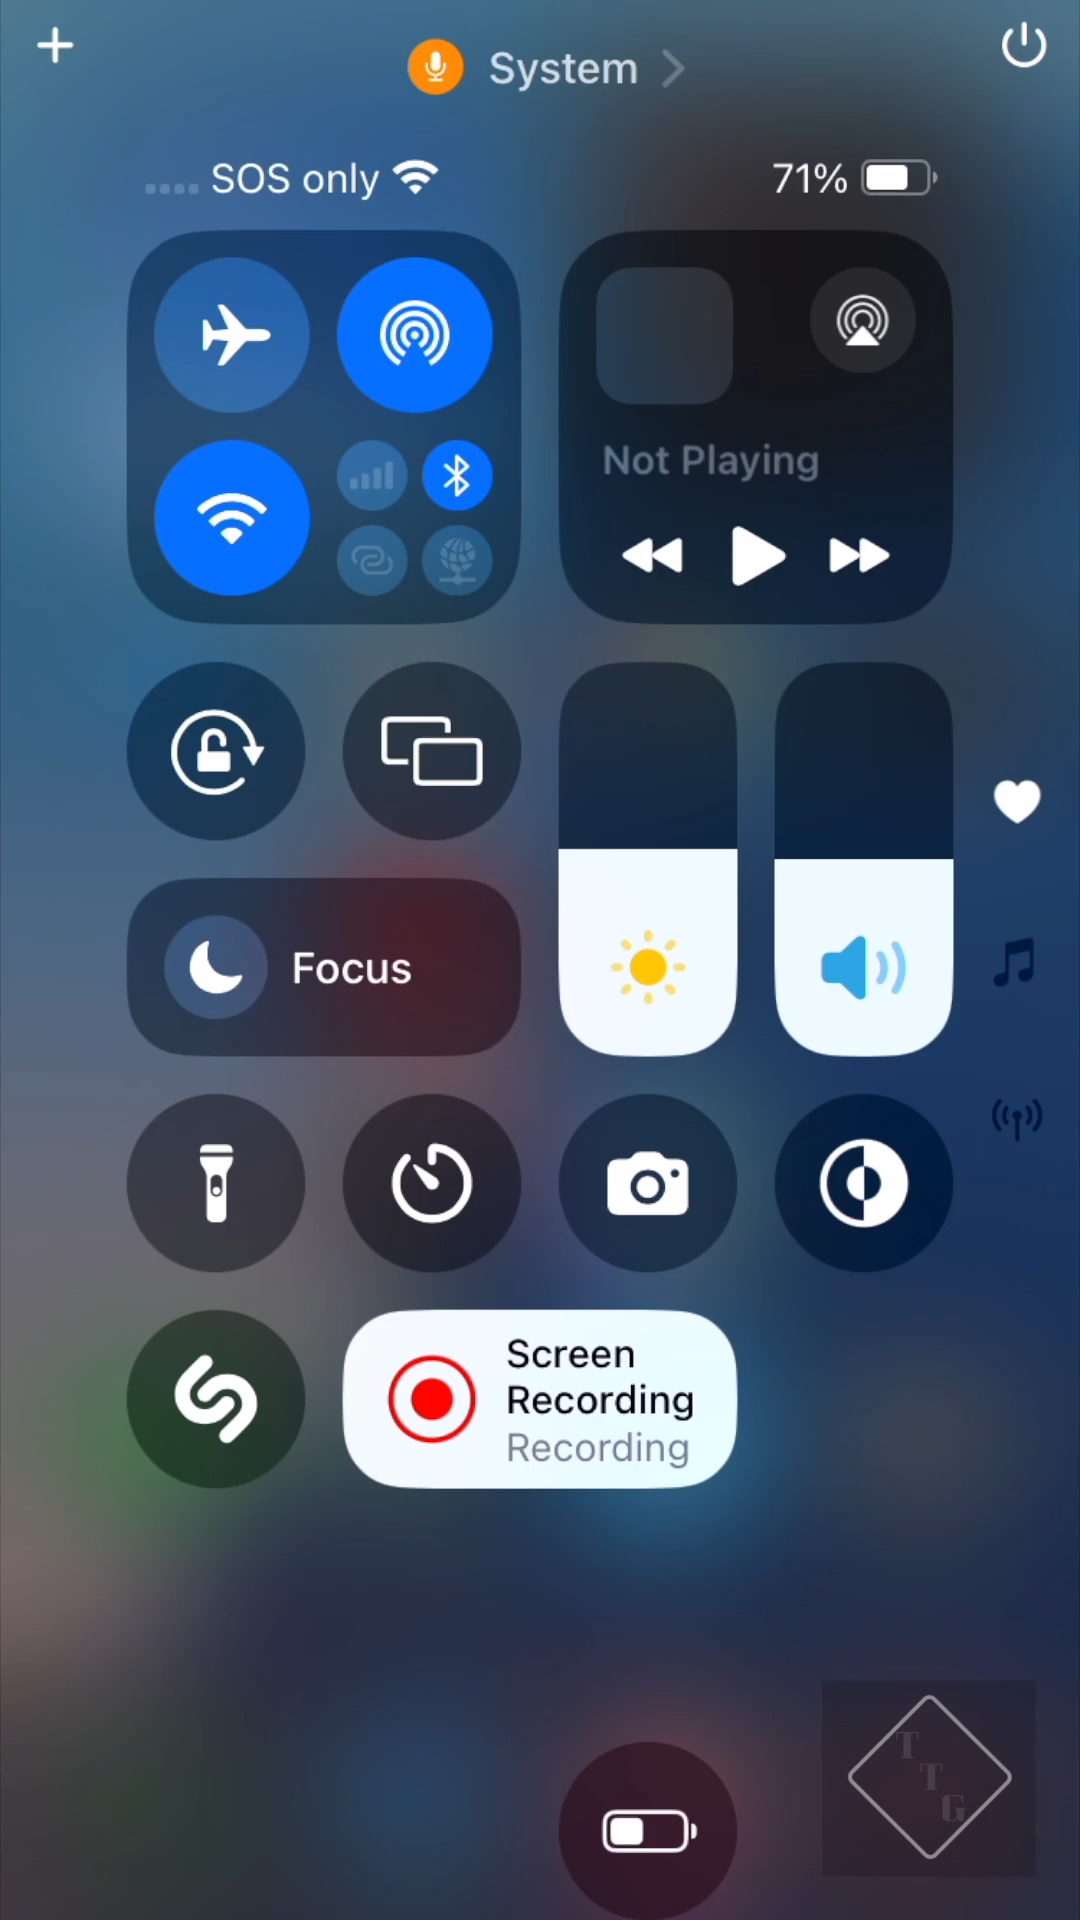 System
SOS only
71%
Not Playing
Focus
Screen
Recording
Recording
T
T
G